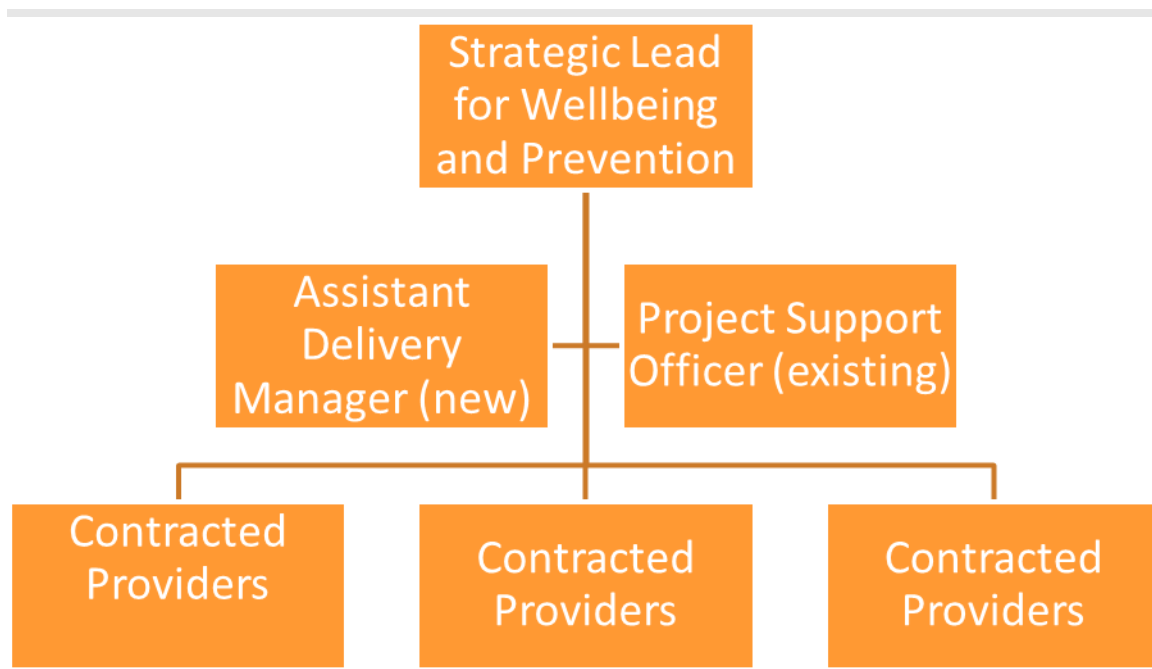 Strategic Lead
for Wellbeing
and Prevention
Assistant
Delivery
Manager (new)
Project Support
Officer (existing)
Contracted
Providers
Contracted
Providers
Contracted
Providers